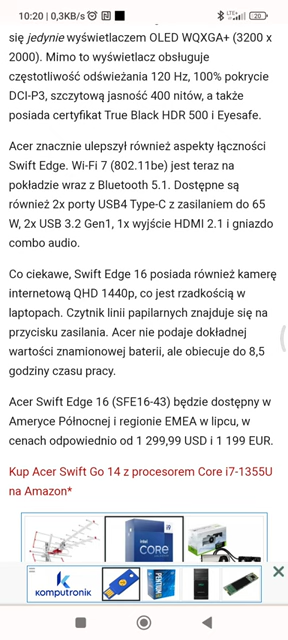 10:20 | 0,3KB/s
LTE+
20
się jedynie wyświetlaczem OLED WQXGA+ (3200 x
2000). Mimo to wyświetlacz obsługuje
częstotliwość odświeżania 120 Hz, 100% pokrycie
DCI-P3, szczytową jasność 400 nitów, a także
posiada certyfikat True Black HDR 500 i Eyesafe.
Acer znacznie ulepszył również aspekty łączności
Swift Edge. Wi-Fi 7 (802.11be) jest teraz na
pokładzie wraz z Bluetooth 5.1. Dostępne są
również 2x porty USB4 Type-C z zasilaniem do 65
W, 2x USB 3.2 Gen1, 1x wyjście HDMI 2.1 i gniazdo
combo audio.
Co ciekawe, Swift Edge 16 posiada również kamerę
internetową QHD 1440p, co jest rzadkością w
laptopach. Czytnik linii papilarnych znajduje się na
przycisku zasilania. Acer nie podaje dokładnej
wartości znamionowej baterii, ale obiecuje do 8,5
godziny czasu pracy.
Acer Swift Edge 16 (SFE16-43) będzie dostępny w
Ameryce Północnej i regionie EMEA w lipcu, w
cenach odpowiednio od 1 299,99 USD i 1 199 EUR.
Kup Acer Swift Go 14 z procesorem Core i7-1355U
na Amazon*
intel
CORE
i9
komputronik
PENTIUM